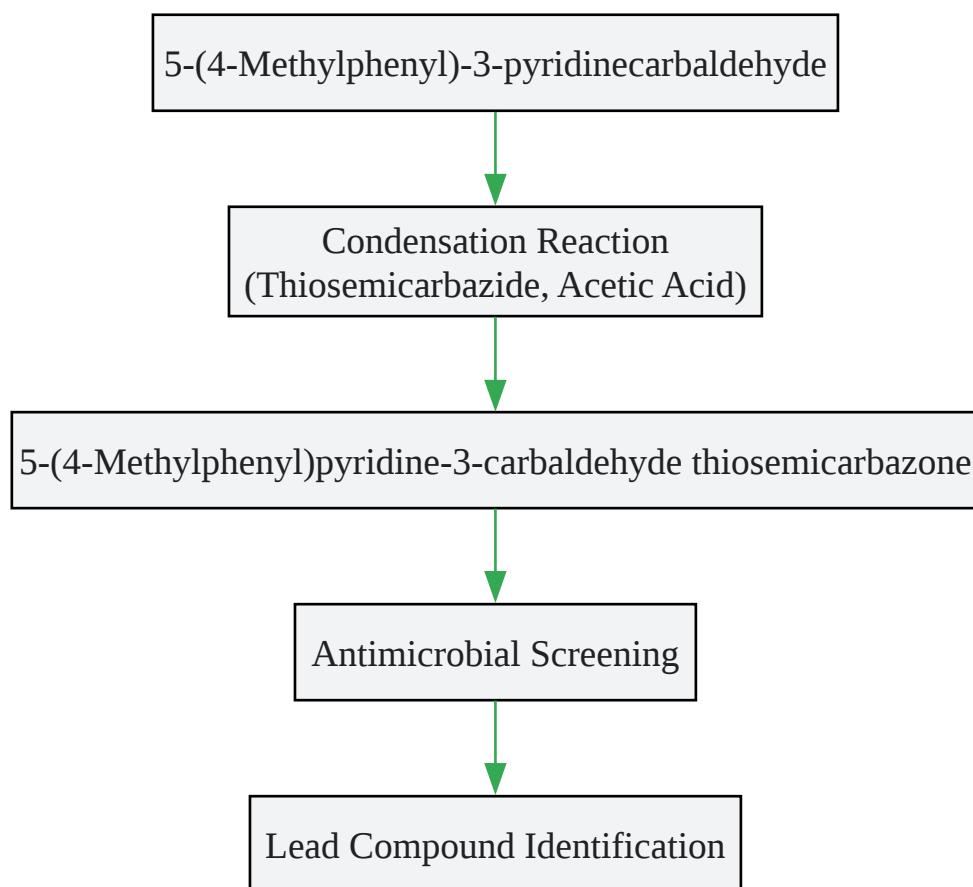 5-(4-Methylphenyl)-3-pyridinecarbaldehyde
Condensation Reaction
(Thiosemicarbazide, Acetic Acid)
5-(4-Methylphenyl)pyridine-3-carbaldehyde thiosemicarbazone
Antimicrobial Screening
Lead Compound Identification